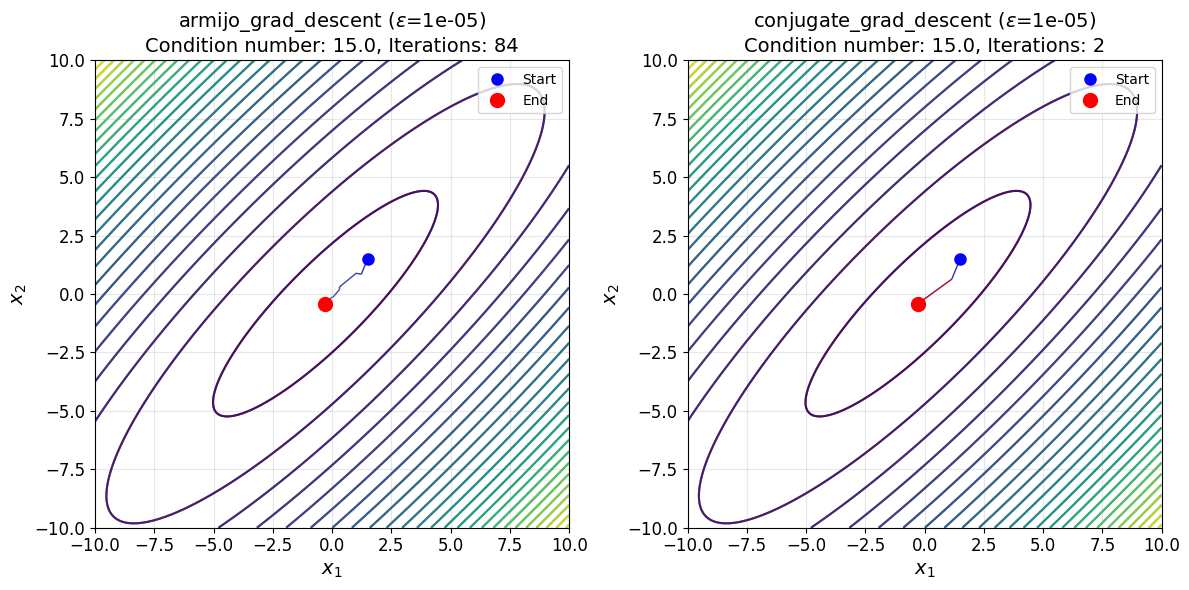 armijo_grad_descent (ε=1e-05)
Condition number: 15.0, Iterations: 84
10.0
7.5
5.0
2.5
0.0
−2.5
−5.0
−7.5
−10.0
x₂
Start
End
−10.0 −7.5 −5.0 −2.5 0.0 2.5 5.0 7.5 10.0
x₁
conjugate_grad_descent (ε=1e-05)
Condition number: 15.0, Iterations: 2
10.0
7.5
5.0
2.5
0.0
−2.5
−5.0
−7.5
−10.0
x₂
Start
End
−10.0 −7.5 −5.0 −2.5 0.0 2.5 5.0 7.5 10.0
x₁